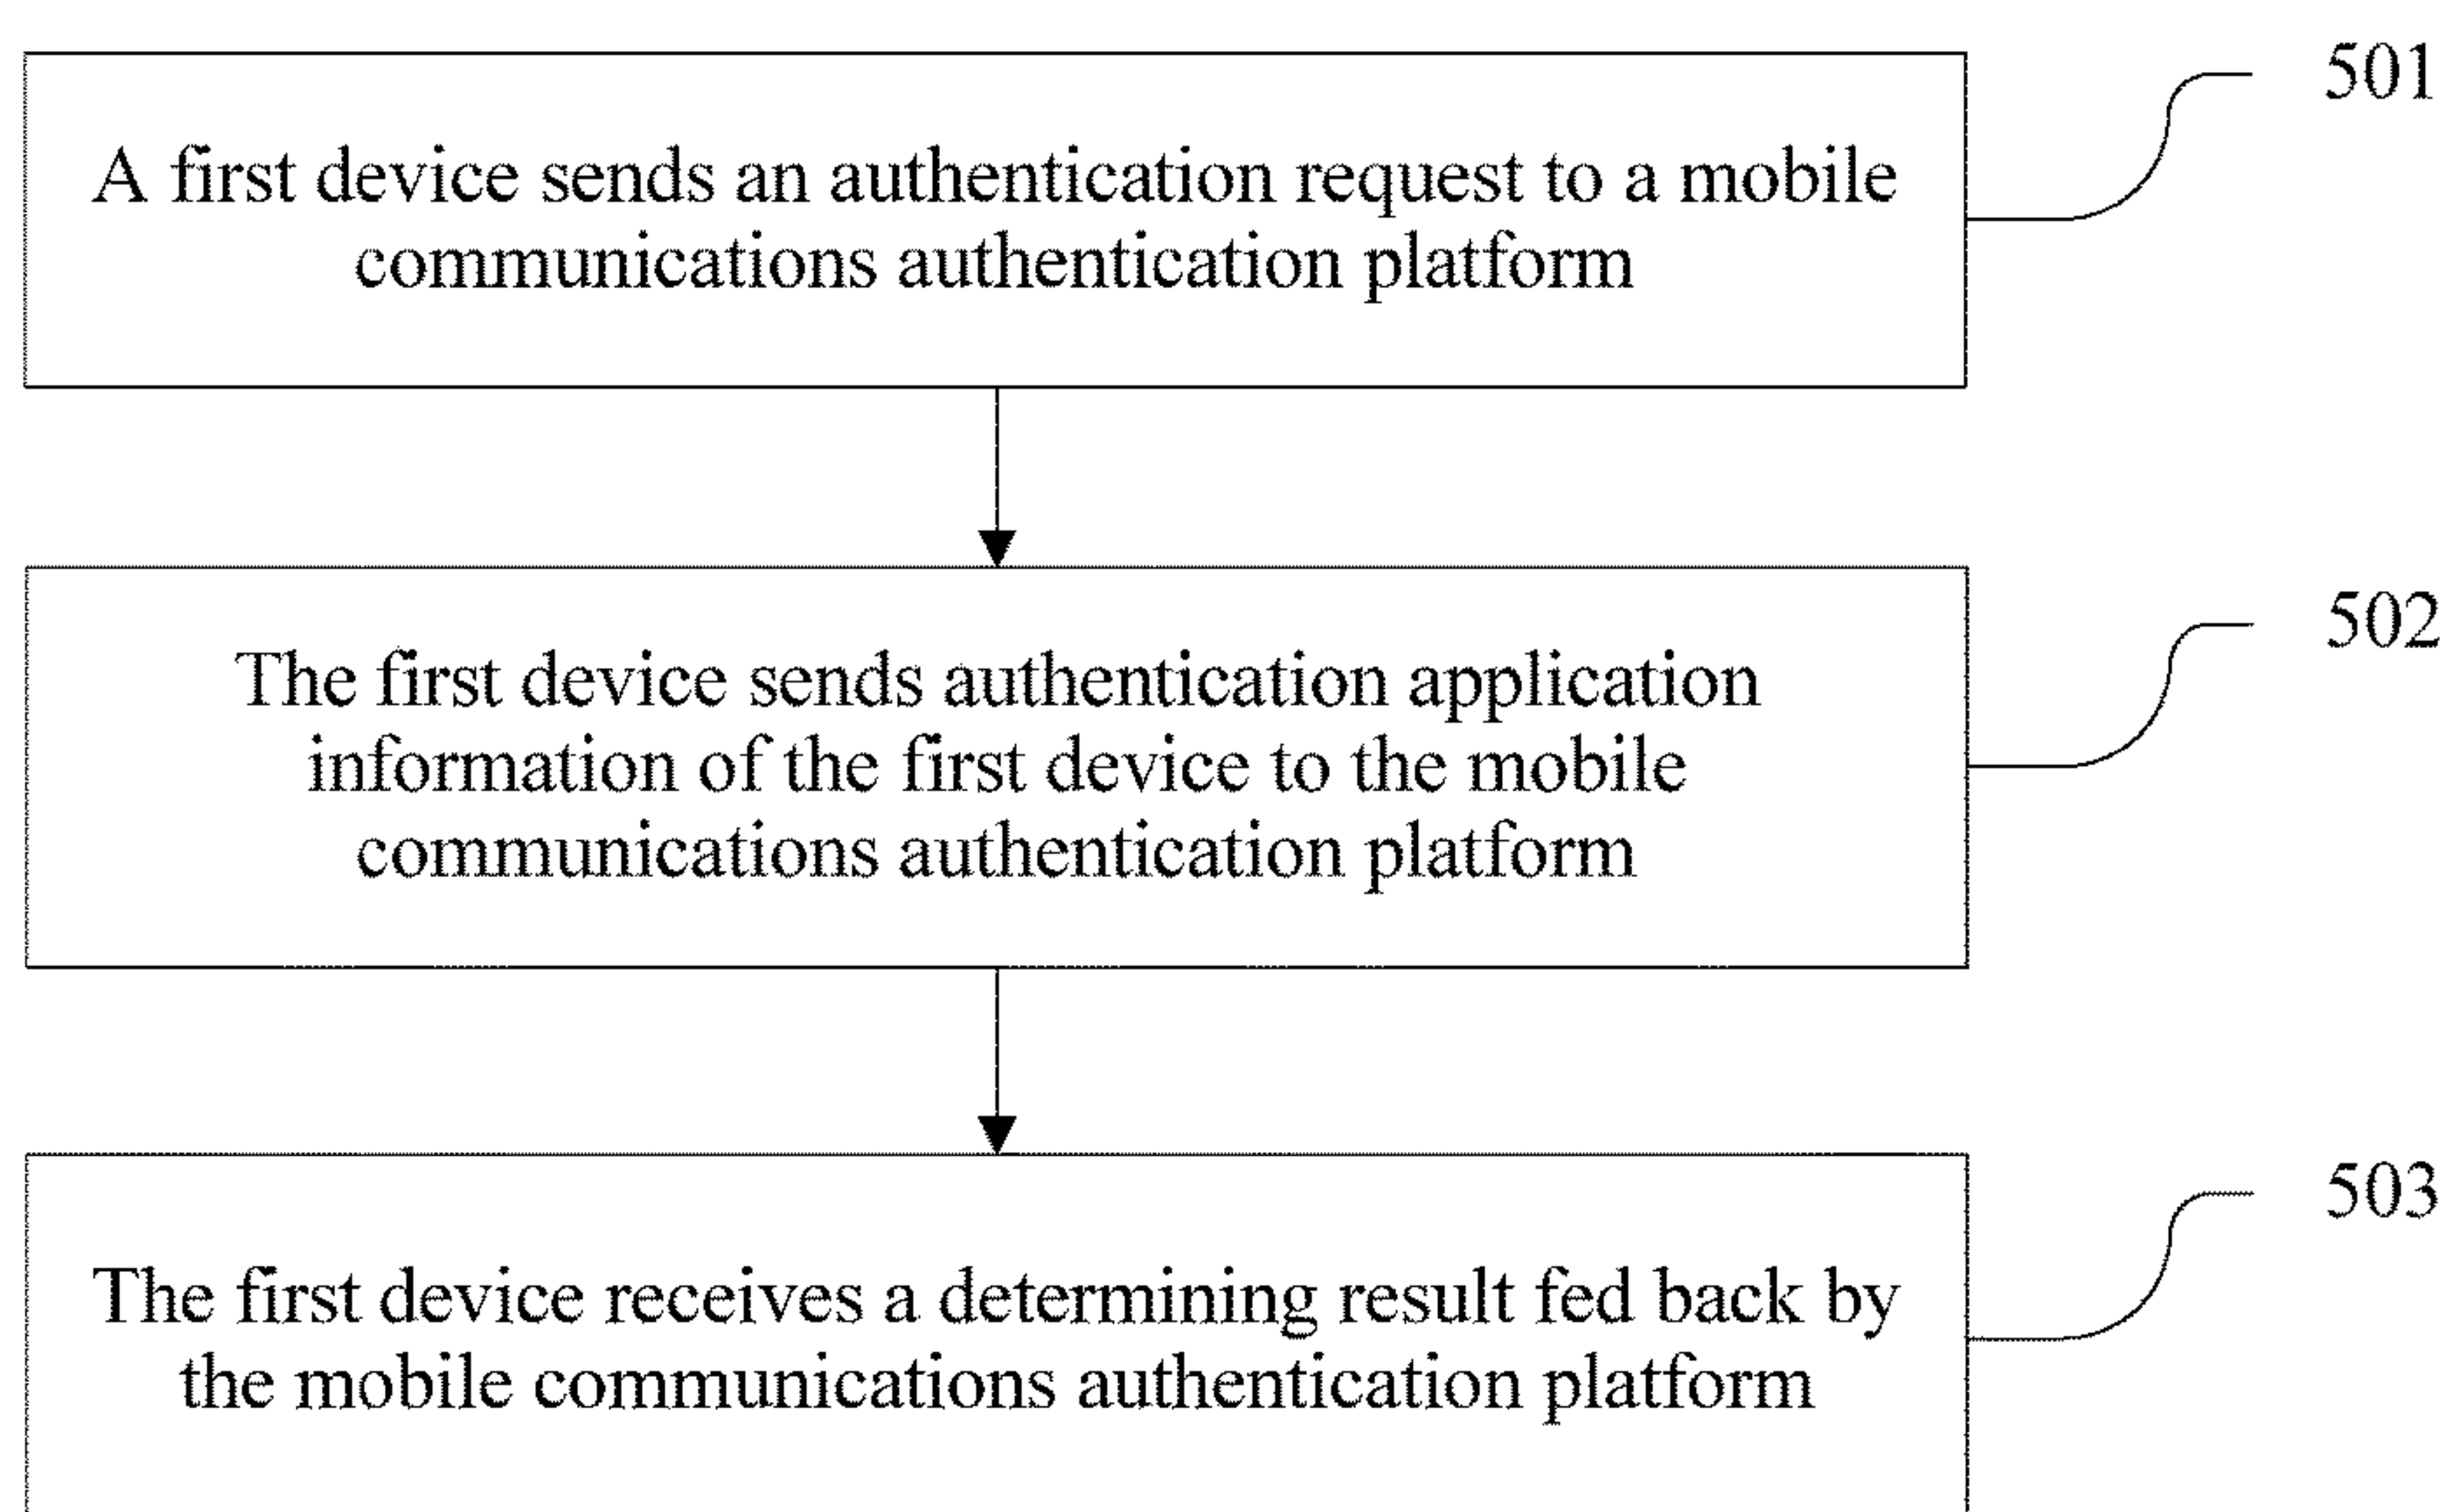 501
A first device sends an authentication request to a mobile
communications authentication platform
502
The first device sends authentication application
information of the first device to the mobile
communications authentication platform
503
The first device receives a determining result fed back by
the mobile communications authentication platform